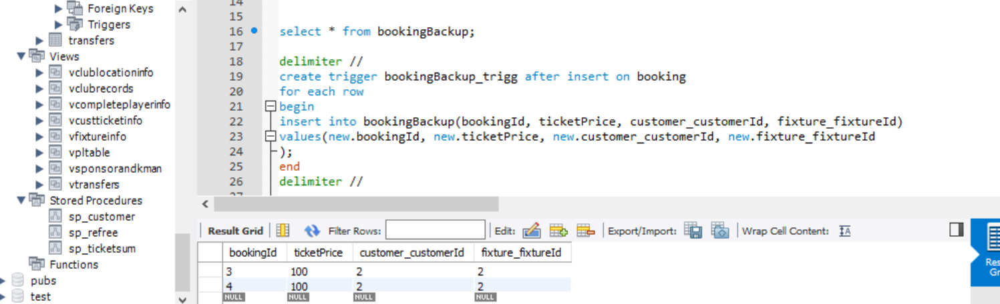 Foreign Keys
Triggers
transfers
Views
vclublocationinfo
vclubrecords
vcompleteplayerinfo
vcustticketinfo
vfixtureinfo
vpltable
vsponsorandkman
vtransfers
Stored Procedures
sp_customer
sp_refree
sp_ticketsum
Functions
pubs
test
14
15
16 select * from bookingBackup;
17
18 delimiter //
19 create trigger bookingBackup_trigg after insert on booking
20 for each row
21 begin
22 insert into bookingBackup(bookingId, ticketPrice, customer_customerId, fixture_fixtureId)
23 values(new.bookingId, new.ticketPrice, new.customer_customerId, new.fixture_fixtureId
24 );
25 end
26 delimiter //
27
Result Grid Filter Rows: Edit: Export/Import: Wrap Cell Content: IA
bookingId ticketPrice customer_customerId fixture_fixtureId
3 100 2 2
4 100 2 2
NULL NULL NULL NULL